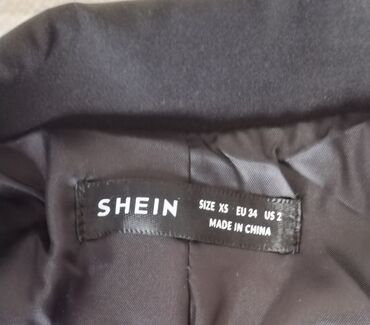 SHEIN
SIZE XS EU 34 US 2
MADE IN CHINA